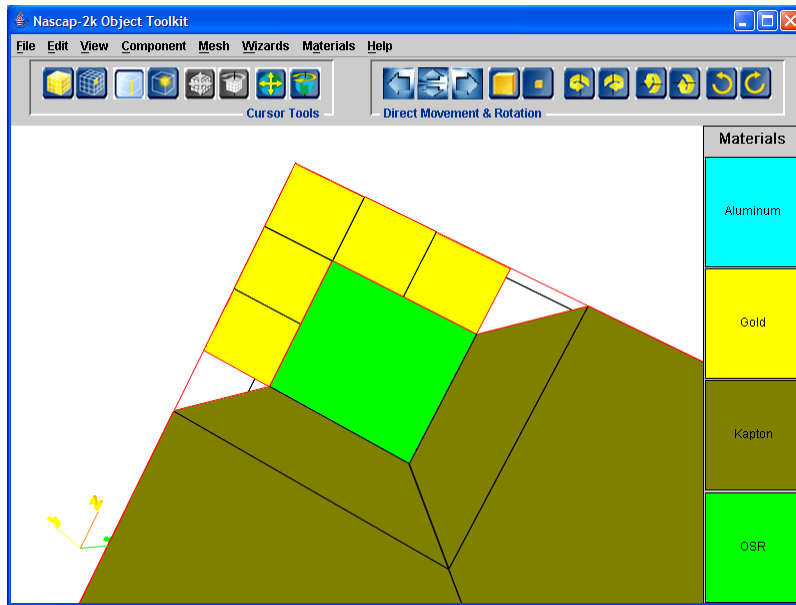 Nascap-2k Object Toolkit
File Edit View Component Mesh Wizards Materials Help
Cursor Tools Direct Movement & Rotation
Materials
Aluminum
Gold
Kapton
OSR